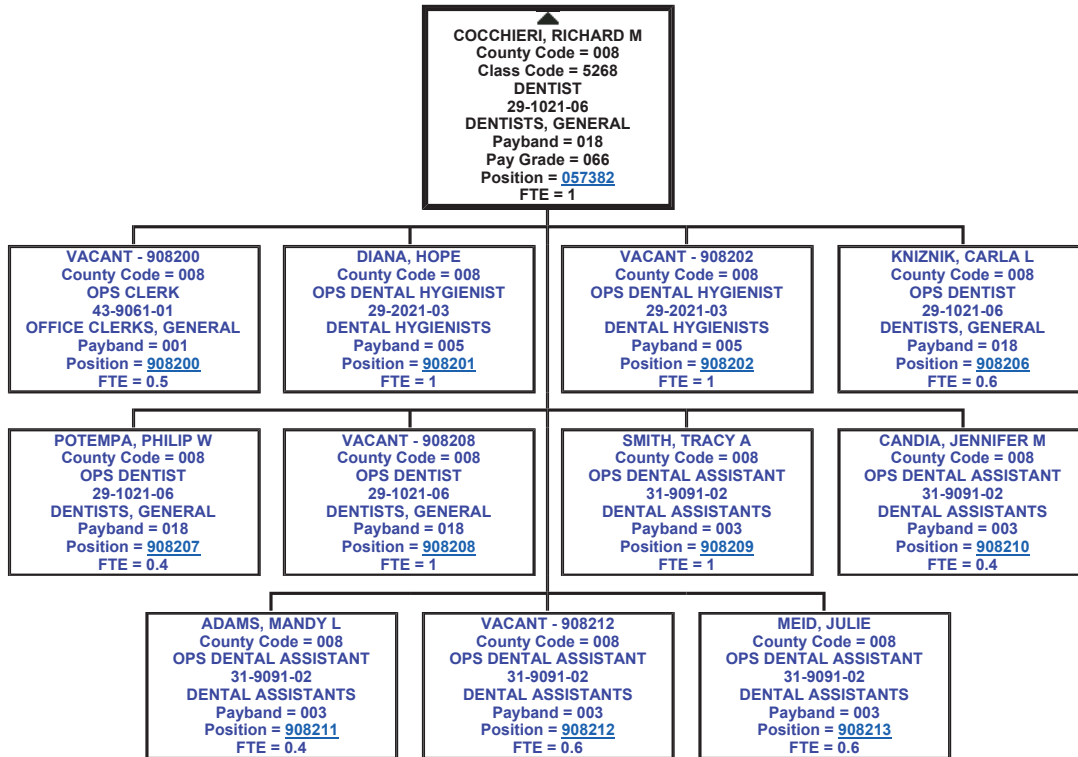 COCCHIERI, RICHARD M
County Code = 008
Class Code = 5268
DENTIST
29-1021-06
DENTISTS, GENERAL
Payband = 018
Pay Grade = 066
Position = 057382
FTE = 1
VACANT - 908200
County Code = 008
OPS CLERK
43-9061-01
OFFICE CLERKS, GENERAL
Payband = 001
Position = 908200
FTE = 0.5
DIANA, HOPE
County Code = 008
OPS DENTAL HYGIENIST
29-2021-03
DENTAL HYGIENISTS
Payband = 005
Position = 908201
FTE = 1
VACANT - 908202
County Code = 008
OPS DENTAL HYGIENIST
29-2021-03
DENTAL HYGIENISTS
Payband = 005
Position = 908202
FTE = 1
KNIZNIK, CARLA L
County Code = 008
OPS DENTIST
29-1021-06
DENTISTS, GENERAL
Payband = 018
Position = 908206
FTE = 0.6
POTEMPA, PHILIP W
County Code = 008
OPS DENTIST
29-1021-06
DENTISTS, GENERAL
Payband = 018
Position = 908207
FTE = 0.4
VACANT - 908208
County Code = 008
OPS DENTIST
29-1021-06
DENTISTS, GENERAL
Payband = 018
Position = 908208
FTE = 1
SMITH, TRACY A
County Code = 008
OPS DENTAL ASSISTANT
31-9091-02
DENTAL ASSISTANTS
Payband = 003
Position = 908209
FTE = 1
CANDIA, JENNIFER M
County Code = 008
OPS DENTAL ASSISTANT
31-9091-02
DENTAL ASSISTANTS
Payband = 003
Position = 908210
FTE = 0.4
ADAMS, MANDY L
County Code = 008
OPS DENTAL ASSISTANT
31-9091-02
DENTAL ASSISTANTS
Payband = 003
Position = 908211
FTE = 0.4
VACANT - 908212
County Code = 008
OPS DENTAL ASSISTANT
31-9091-02
DENTAL ASSISTANTS
Payband = 003
Position = 908212
FTE = 0.6
MEID, JULIE
County Code = 008
OPS DENTAL ASSISTANT
31-9091-02
DENTAL ASSISTANTS
Payband = 003
Position = 908213
FTE = 0.6